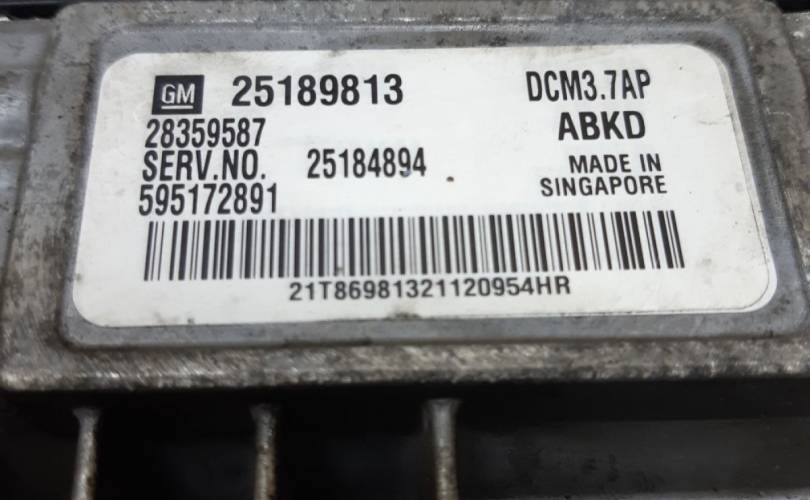 GM 25189813 DCM3.7AP
28359587 ABKD
SERV.NO. 25184894 MADE IN
595172891 SINGAPORE
21T86981321120954HR